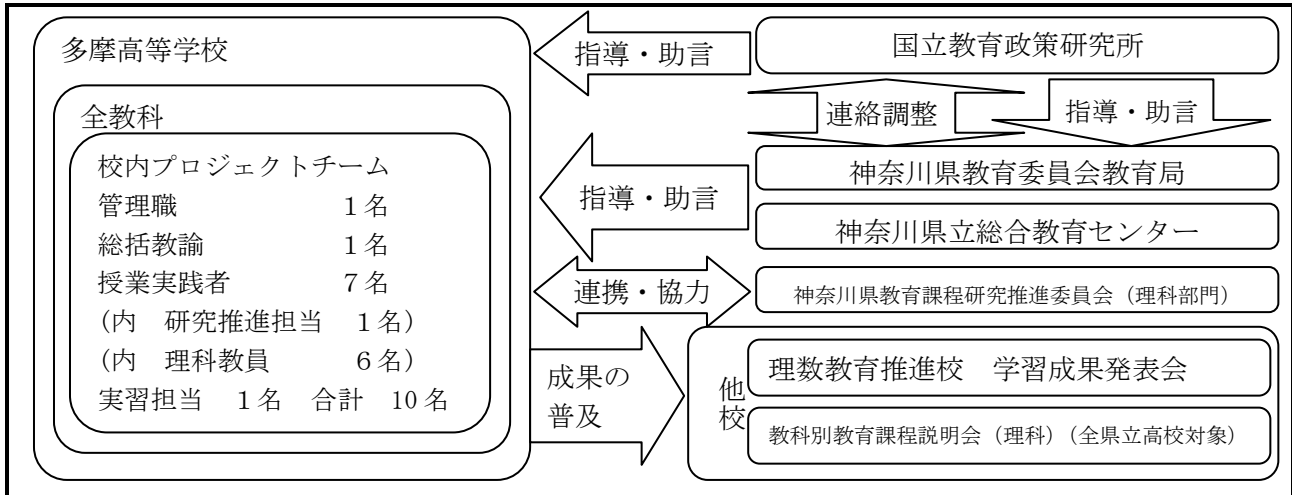 多摩高等学校
全教科
校内プロジェクトチーム
管理職 1名
総括教諭 1名
授業実践者 7名
(内 研究推進担当 1名)
(内 理科教員 6名)
実習担当 1名 合計 10名
指導・助言
国立教育政策研究所
連絡調整
指導・助言
指導・助言
神奈川県教育委員会教育局
神奈川県立総合教育センター
連携・協力
神奈川県教育課程研究推進委員会(理科部門)
成果の
普及
他校
理数教育推進校 学習成果発表会
教科別教育課程説明会(理科)(全県立高校対象)